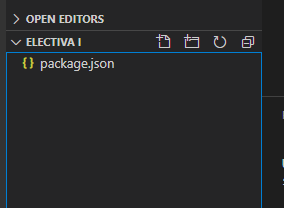 OPEN EDITORS
ELECTIVA I
{} package.json